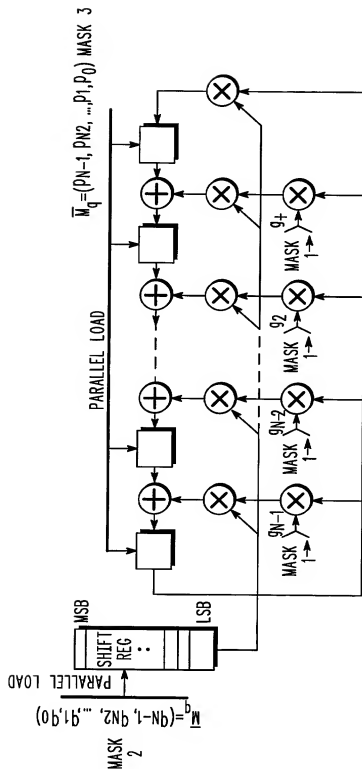 MASK
2
M̄q=(qN-1, qN2, ..., q1,q0)
PARALLEL LOAD
MSB
SHIFT
REG
:
LSB
PARALLEL LOAD
M̄q=(PN-1, PN2, ...,P1,P0) MASK 3
gN-1
MASK
1
gN-2
MASK
1
g2
MASK
1
g+
MASK
1